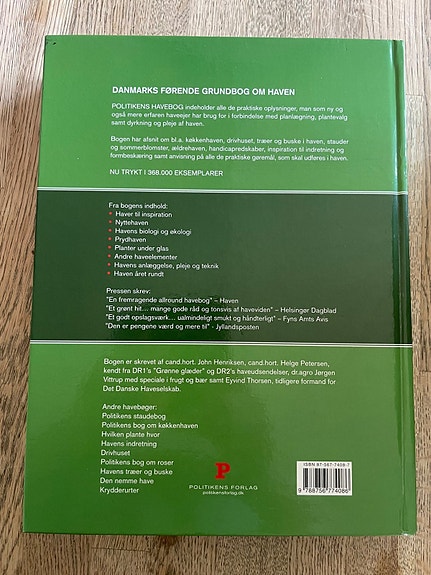 DANMARKS FØRENDE GRUNDBOG OM HAVEN
POLITIKENS HAVEBOG indeholder alle de praktiske oplysninger, man som ny og
også mere erfaren haveejer har brug for i forbindelse med planlægning, plantevalg
samt dyrkning og pleje af haven.
Bogen har afsnit om bl.a. køkkenhaven, drivhuset, træer og buske i haven, stauder
og sommerblomster, ældrehaven, handicapredskaber, inspiration til indretning og
formbeskæring samt anvisning på alle de praktiske gøremål, som skal udføres i haven.
NU TRYKT I 368.000 EKSEMPLARER
Fra bogens indhold:
• Haver til inspiration
• Nyttehaven
• Havens biologi og økologi
• Prydhaven
• Planter under glas
• Andre haveelementer
• Havens anlæggelse, pleje og teknik
• Haven året rundt
Pressen skrev:
"En fremragende allround havebog" – Haven
"Et grønt hit... mange gode råd og tonsvis af haveviden" – Helsingør Dagblad
"Et godt opslagsværk... ualmindeligt smukt og håndterligt" – Fyns Amts Avis
"Den er pengene værd og mere til" - Jyllandsposten
Bogen er skrevet af cand.hort. John Henriksen, cand.hort. Helge Petersen,
kendt fra DR1's "Grønne glæder" og DR2's haveudsendelser, dr.agro Jørgen
Vittrup med speciale i frugt og bær samt Eyvind Thorsen, tidligere formand for
Det Danske Haveselskab.
Andre havebøger:
Politikens staudebog
Politikens bog om køkkenhaven
Hvilken plante hvor
Havens indretning
Drivhuset
Politikens bog om roser
Havens træer og buske
Den nemme have
Krydderurter
P
POLITIKENS FORLAG
politikensforlag.dk
ISBN 87-567-7408-7
9 788756 774086